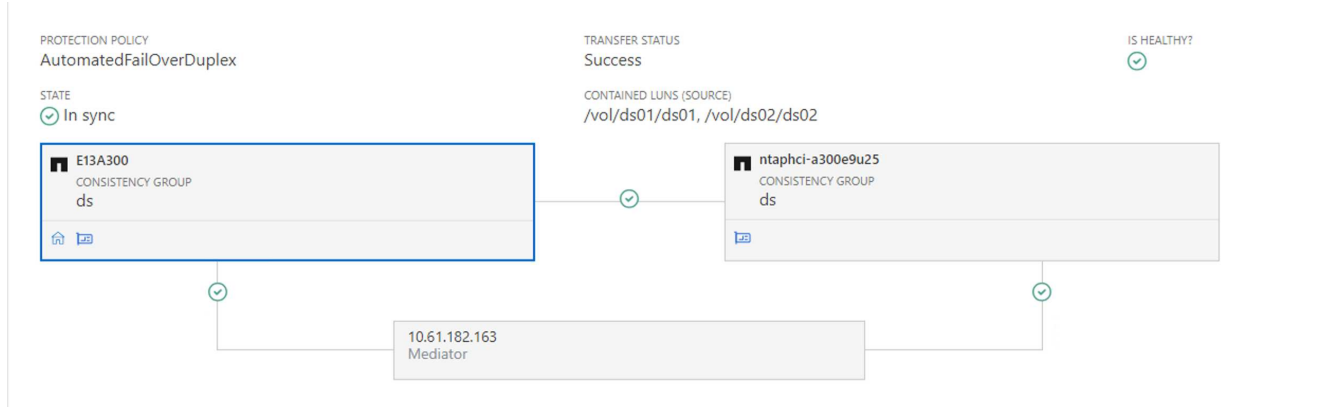 PROTECTION POLICY
AutomatedFailOverDuplex
TRANSFER STATUS
Success
IS HEALTHY?
STATE
In sync
CONTAINED LUNS (SOURCE)
/vol/ds01/ds01, /vol/ds02/ds02
E13A300
CONSISTENCY GROUP
ds
ntaphci-a300e9u25
CONSISTENCY GROUP
ds
10.61.182.163
Mediator